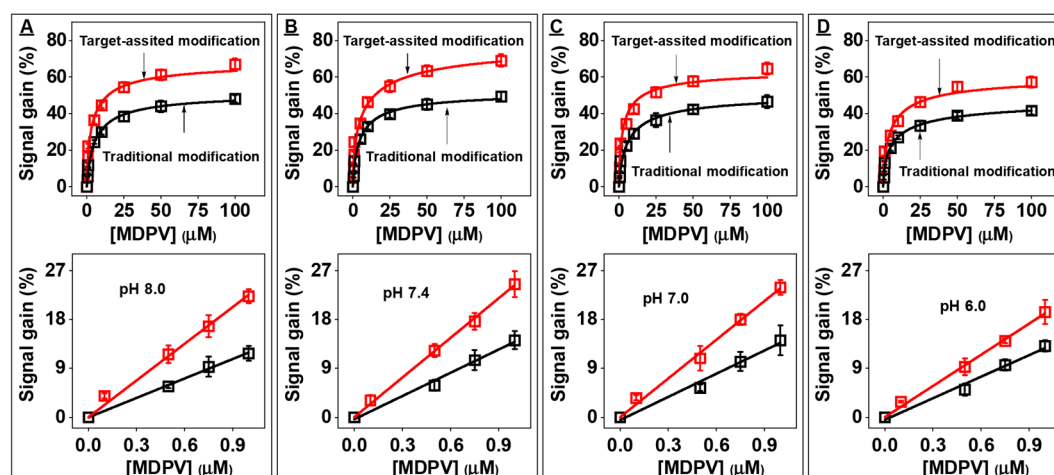 A
Signal gain (%)
80
60
40
20
0
Target-assited modification
Traditional modification
0 25 50 75 100
[MDPV] (μM)
Signal gain (%)
27
18
9
0
pH 8.0
0.0 0.3 0.6 0.9
[MDPV] (μM)
B
Signal gain (%)
80
60
40
20
0
Target-assited modification
Traditional modification
0 25 50 75 100
[MDPV] (μM)
Signal gain (%)
27
18
9
0
pH 7.4
0.0 0.3 0.6 0.9
[MDPV] (μM)
C
Signal gain (%)
80
60
40
20
0
Target-assited modification
Traditional modification
0 25 50 75 100
[MDPV] (μM)
Signal gain (%)
27
18
9
0
pH 7.0
0.0 0.3 0.6 0.9
[MDPV] (μM)
D
Signal gain (%)
80
60
40
20
0
Target-assited modification
Traditional modification
0 25 50 75 100
[MDPV] (μM)
Signal gain (%)
27
18
9
0
pH 6.0
0.0 0.3 0.6 0.9
[MDPV] (μM)